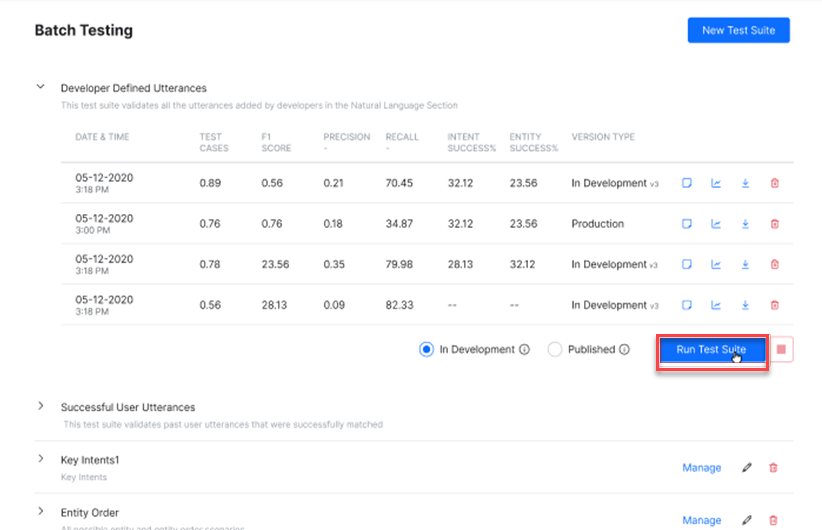 Batch Testing
New Test Suite
Developer Defined Utterances
This test suite validates all the utterances added by developers in the Natural Language Section
DATE & TIME TEST CASES F1 SCORE PRECISION - RECALL - INTENT SUCCESS% ENTITY SUCCESS% VERSION TYPE
05-12-2020 3:18 PM 0.89 0.56 0.21 70.45 32.12 23.56 In Development v3
05-12-2020 3:00 PM 0.76 0.76 0.18 34.87 32.12 23.56 Production
05-12-2020 3:18 PM 0.78 23.56 0.35 79.98 28.13 32.12 In Development v3
05-12-2020 3:18 PM 0.56 28.13 0.09 82.33 -- -- In Development v3
In Development Published Run Test Suite
Successful User Utterances
This test suite validates past user utterances that were successfully matched
Key Intents1
Key Intents
Manage
Entity Order
All possible entity and entity order scenarios
Manage